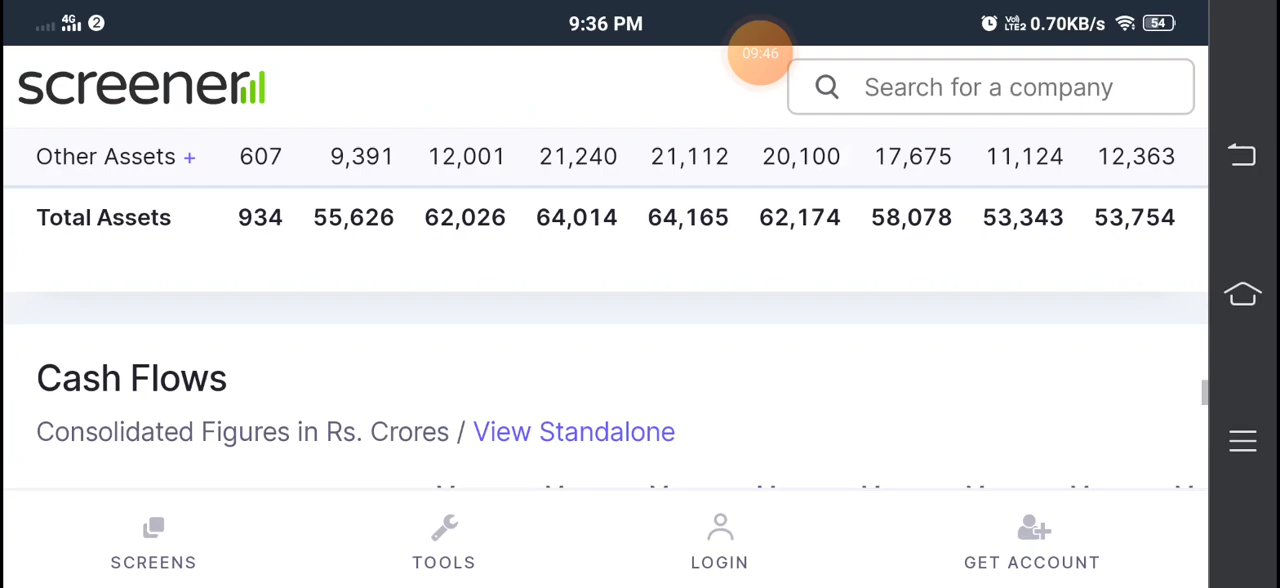 4G 2 9:36 PM VoD LTE2 0.70KB/s 54
09:46
screener Search for a company
Other Assets + 607 9,391 12,001 21,240 21,112 20,100 17,675 11,124 12,363
Total Assets 934 55,626 62,026 64,014 64,165 62,174 58,078 53,343 53,754
Cash Flows
Consolidated Figures in Rs. Crores / View Standalone
SCREENS TOOLS LOGIN GET ACCOUNT